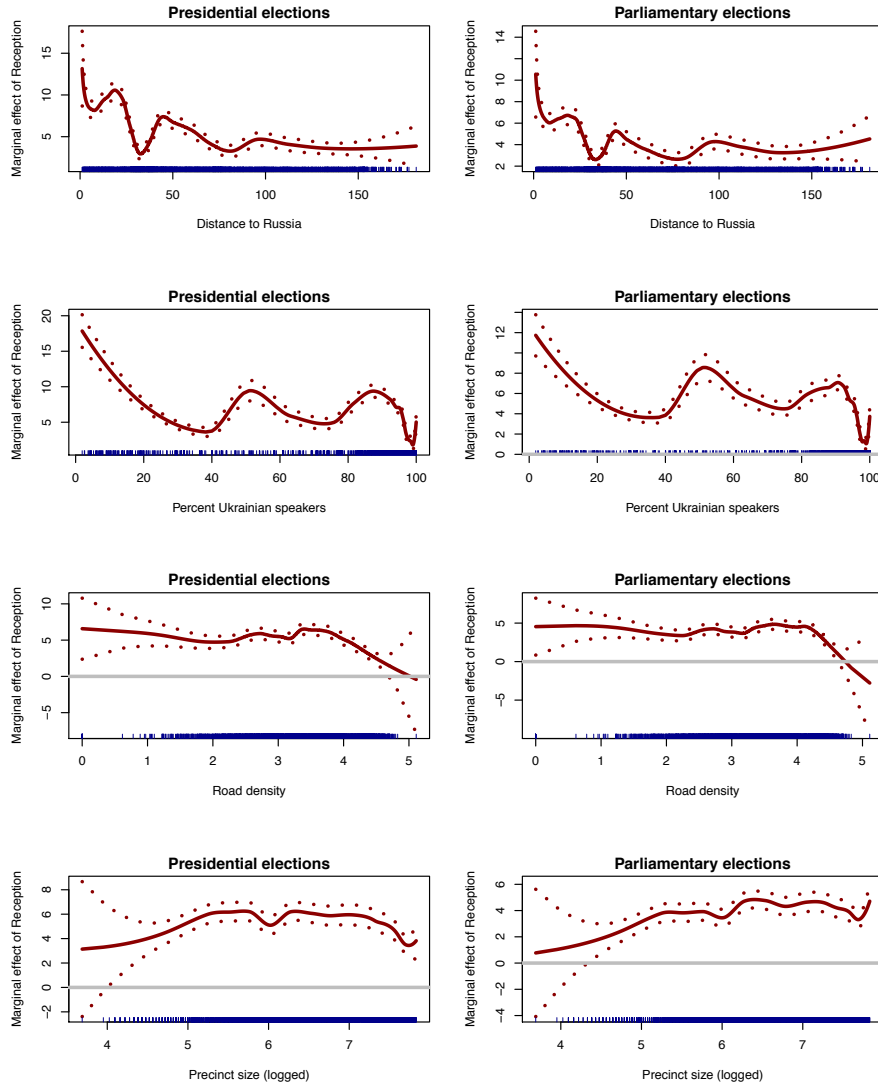 Presidential elections
Marginal effect of Reception
15
10
5
0 50 100 150
Distance to Russia
Parliamentary elections
Marginal effect of Reception
14
10
8
6
4
2
0 50 100 150
Distance to Russia
Presidential elections
Marginal effect of Reception
20
15
10
5
0 20 40 60 80 100
Percent Ukrainian speakers
Parliamentary elections
Marginal effect of Reception
12
8
6
4
2
0
0 20 40 60 80 100
Percent Ukrainian speakers
Presidential elections
Marginal effect of Reception
10
5
0
−5
0 1 2 3 4 5
Road density
Parliamentary elections
Marginal effect of Reception
5
0
−5
0 1 2 3 4 5
Road density
Presidential elections
Marginal effect of Reception
8
6
4
2
0
−2
4 5 6 7
Precinct size (logged)
Parliamentary elections
Marginal effect of Reception
6
4
2
0
−2
−4
4 5 6 7
Precinct size (logged)